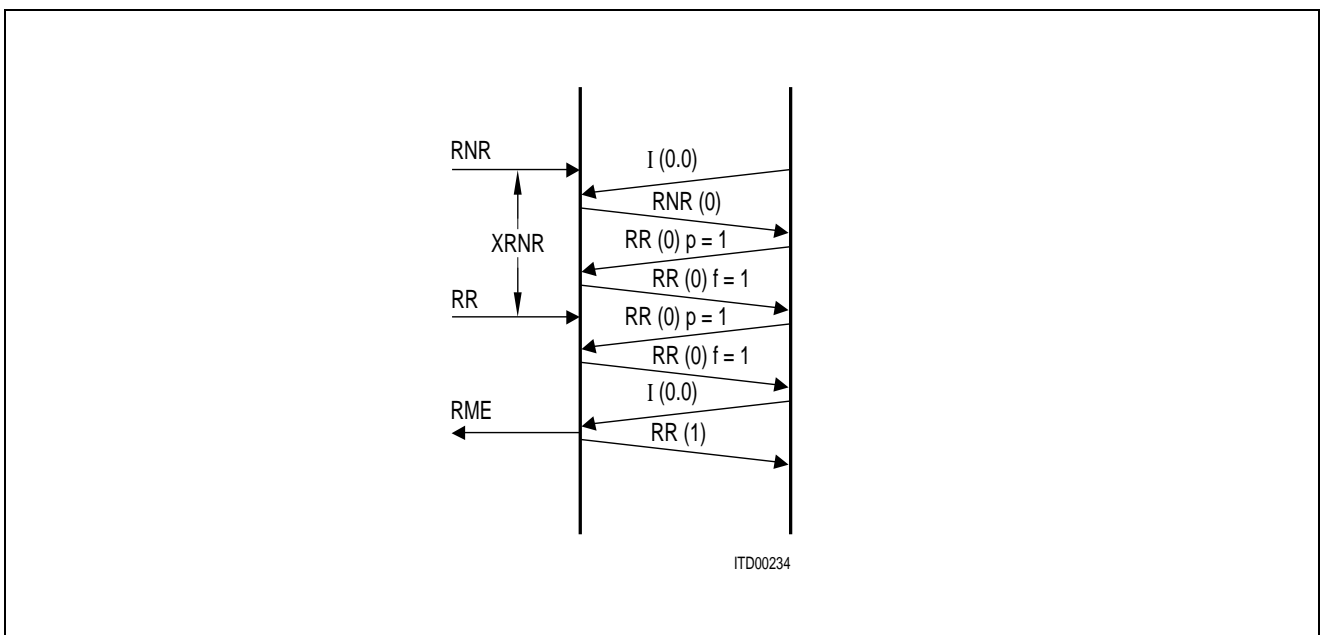 RNR
I (0.0)
RNR (0)
XRNR
RR (0) p = 1
RR (0) f = 1
RR
RR (0) p = 1
RR (0) f = 1
I (0.0)
RME
RR (1)
ITD00234